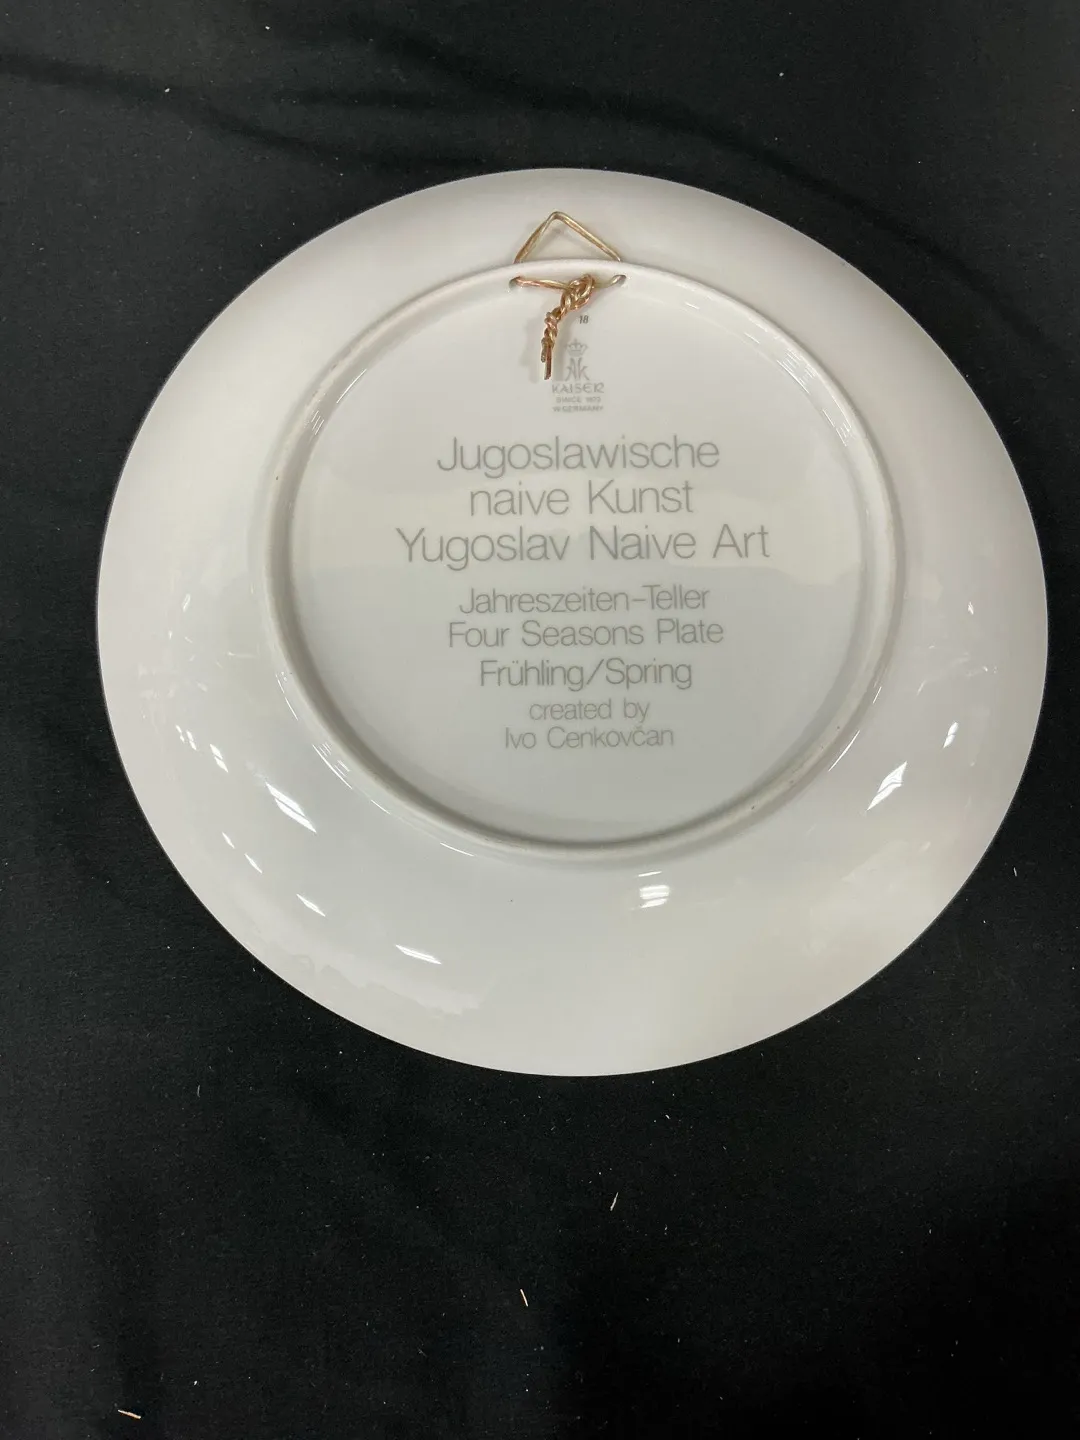 18
AK
KAISER
SINCE 1872
W.GERMANY
Jugoslawische
naive Kunst
Yugoslav Naive Art
Jahreszeiten-Teller
Four Seasons Plate
Frühling/Spring
created by
Ivo Cenkovčan